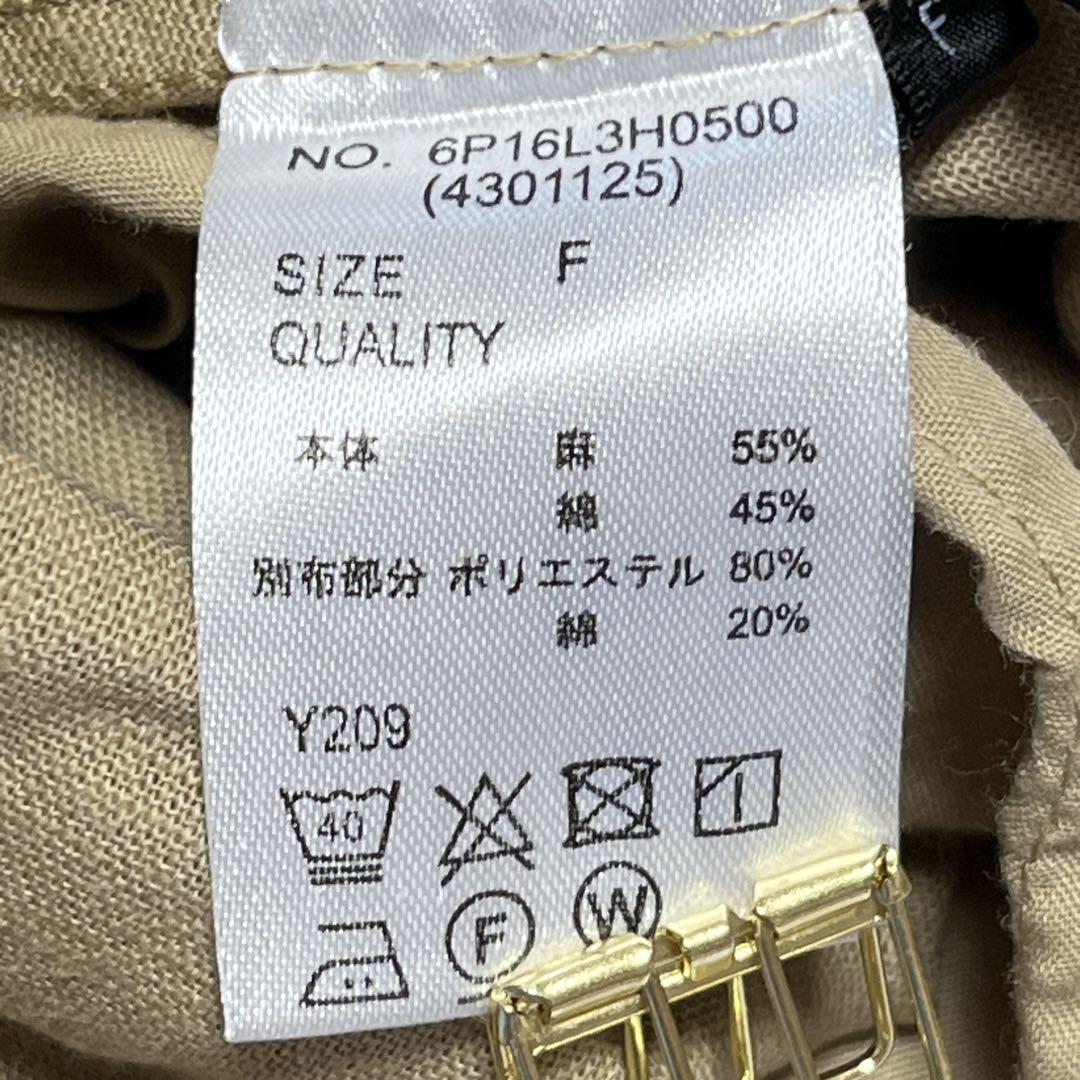 F
NO. 6P16L3H0500
(4301125)
SIZE F
QUALITY
本体 麻 55%
綿 45%
別布部分 ポリエステル 80%
綿 20%
Y209
40
F W